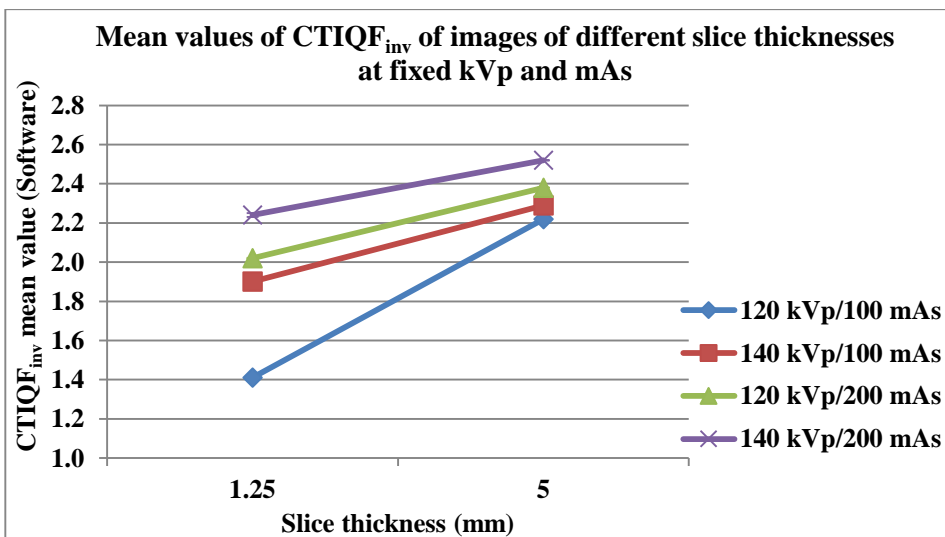 Mean values of CTIQFinv of images of different slice thicknesses
at fixed kVp and mAs
CTIQFinv mean value (Software)
2.8
2.6
2.4
2.2
2.0
1.8
1.6
1.4
1.2
1.0
1.25
5
Slice thickness (mm)
120 kVp/100 mAs
140 kVp/100 mAs
120 kVp/200 mAs
140 kVp/200 mAs